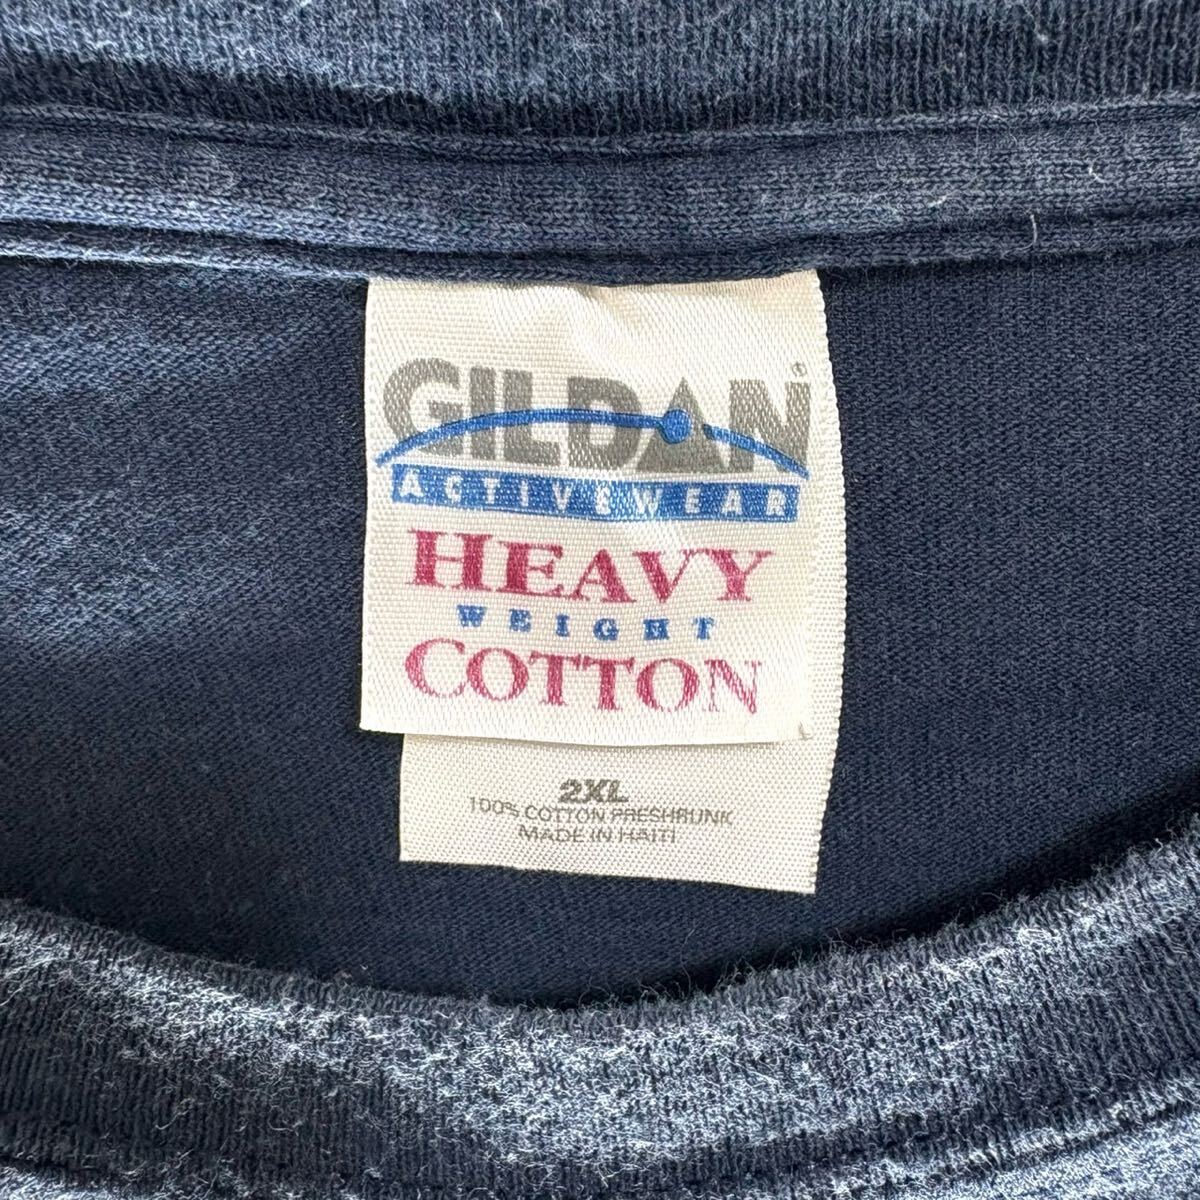 GILDAN®
ACTIVEWEAR
HEAVY
WEIGHT
COTTON
2XL
100% COTTON PRESHRUNK
MADE IN HAITI